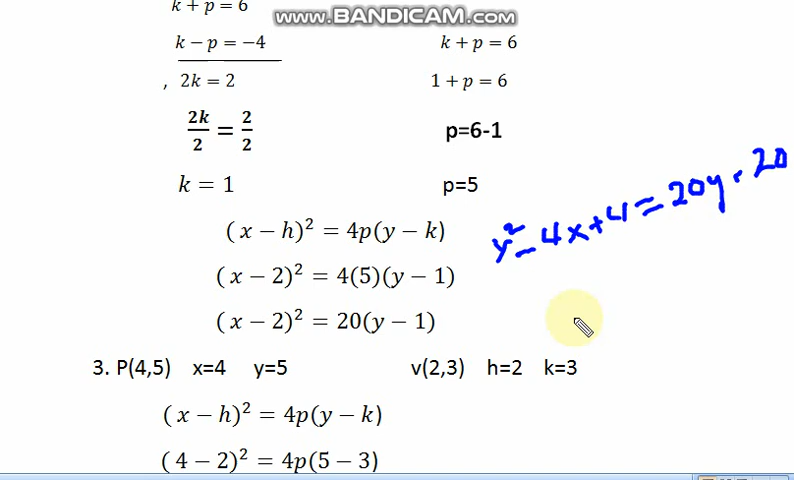 k + p = 6
www.BANDICAM.com
k − p = −4
k + p = 6
, 2k = 2
1 + p = 6
2k/2 = 2/2
p=6-1
k = 1
p=5
(x − h)² = 4p(y − k)
y² - 4x + 4 = 20y - 20
(x − 2)² = 4(5)(y − 1)
(x − 2)² = 20(y − 1)
3. P(4,5) x=4 y=5 v(2,3) h=2 k=3
(x − h)² = 4p(y − k)
(4 − 2)² = 4p(5 − 3)